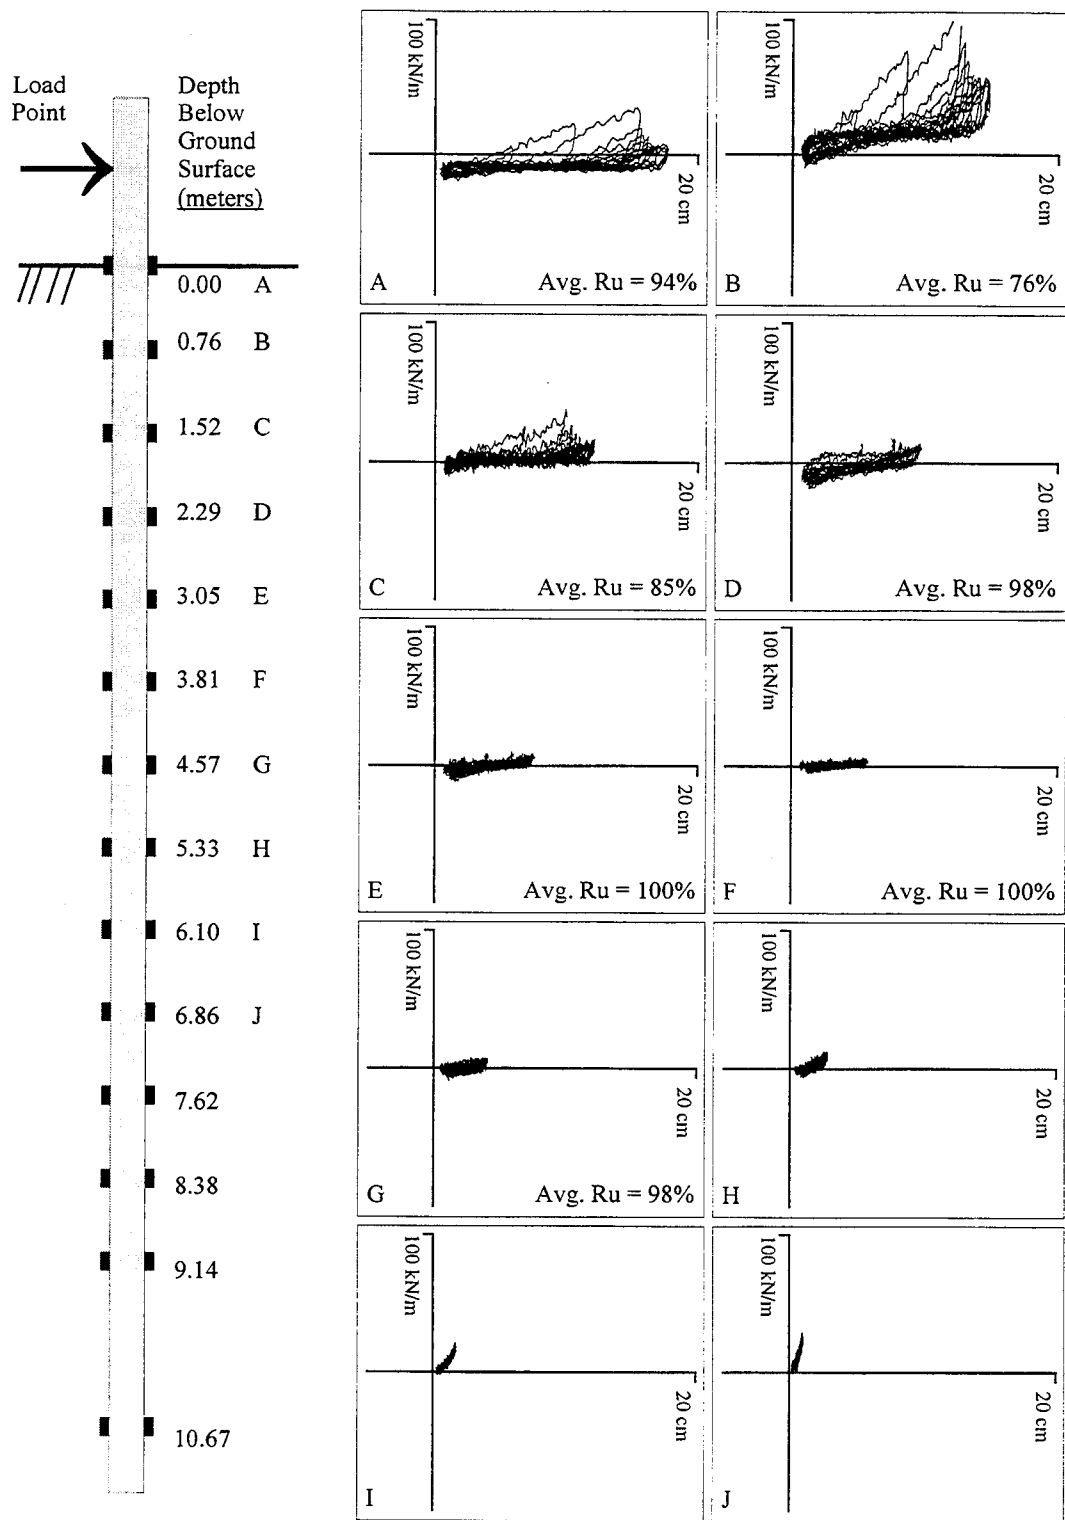 Load
Point
Depth
Below
Ground
Surface
(meters)
0.00 A
0.76 B
1.52 C
2.29 D
3.05 E
3.81 F
4.57 G
5.33 H
6.10 I
6.86 J
7.62
8.38
9.14
10.67
100 kN/m
20 cm
A Avg. Ru = 94%
100 kN/m
20 cm
B Avg. Ru = 76%
100 kN/m
20 cm
C Avg. Ru = 85%
100 kN/m
20 cm
D Avg. Ru = 98%
100 kN/m
20 cm
E Avg. Ru = 100%
100 kN/m
20 cm
F Avg. Ru = 100%
100 kN/m
20 cm
G Avg. Ru = 98%
100 kN/m
20 cm
H
100 kN/m
20 cm
I
100 kN/m
20 cm
J